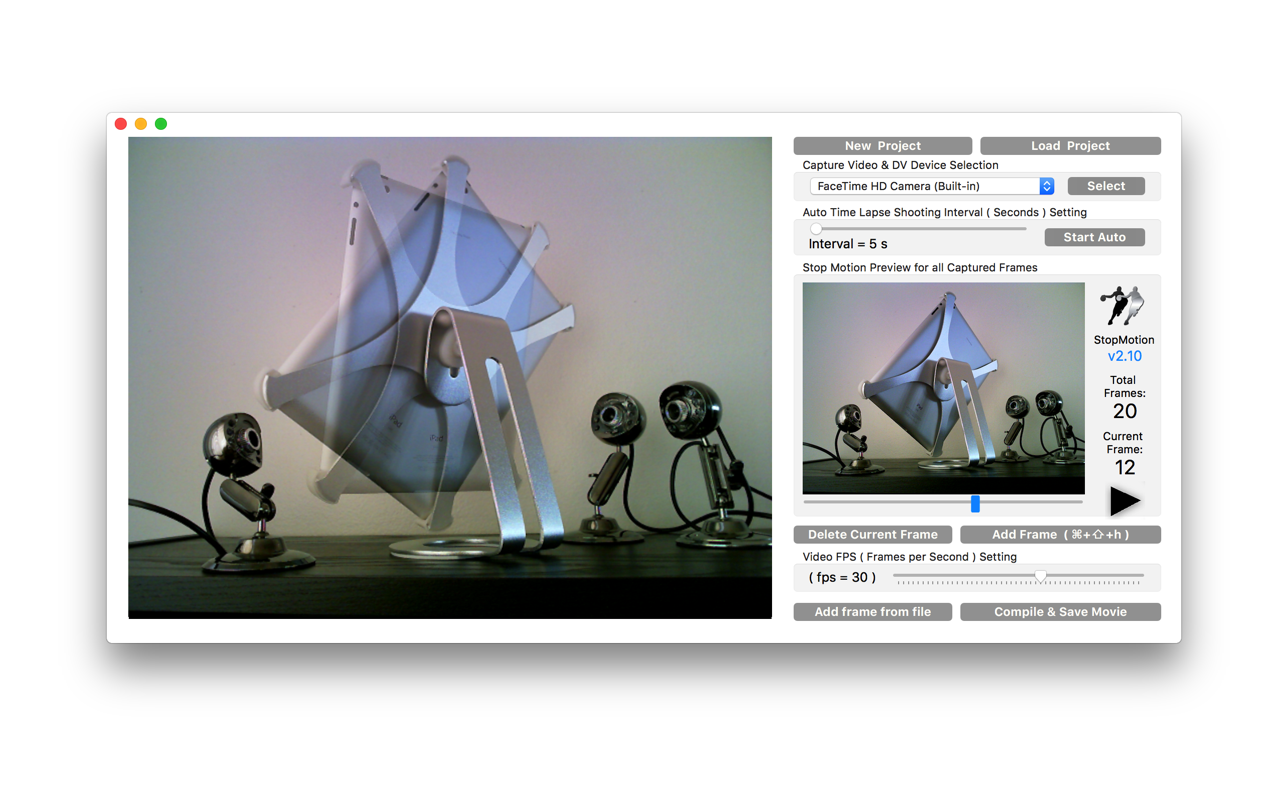 New Project
Load Project
Capture Video & DV Device Selection
FaceTime HD Camera (Built-in)
Select
Auto Time Lapse Shooting Interval ( Seconds ) Setting
Interval = 5 s
Start Auto
Stop Motion Preview for all Captured Frames
StopMotion
v2.10
Total
Frames:
20
Current
Frame:
12
Delete Current Frame
Add Frame ( ⌘+⇧+h )
Video FPS ( Frames per Second ) Setting
( fps = 30 )
Add frame from file
Compile & Save Movie
iPad
iPad